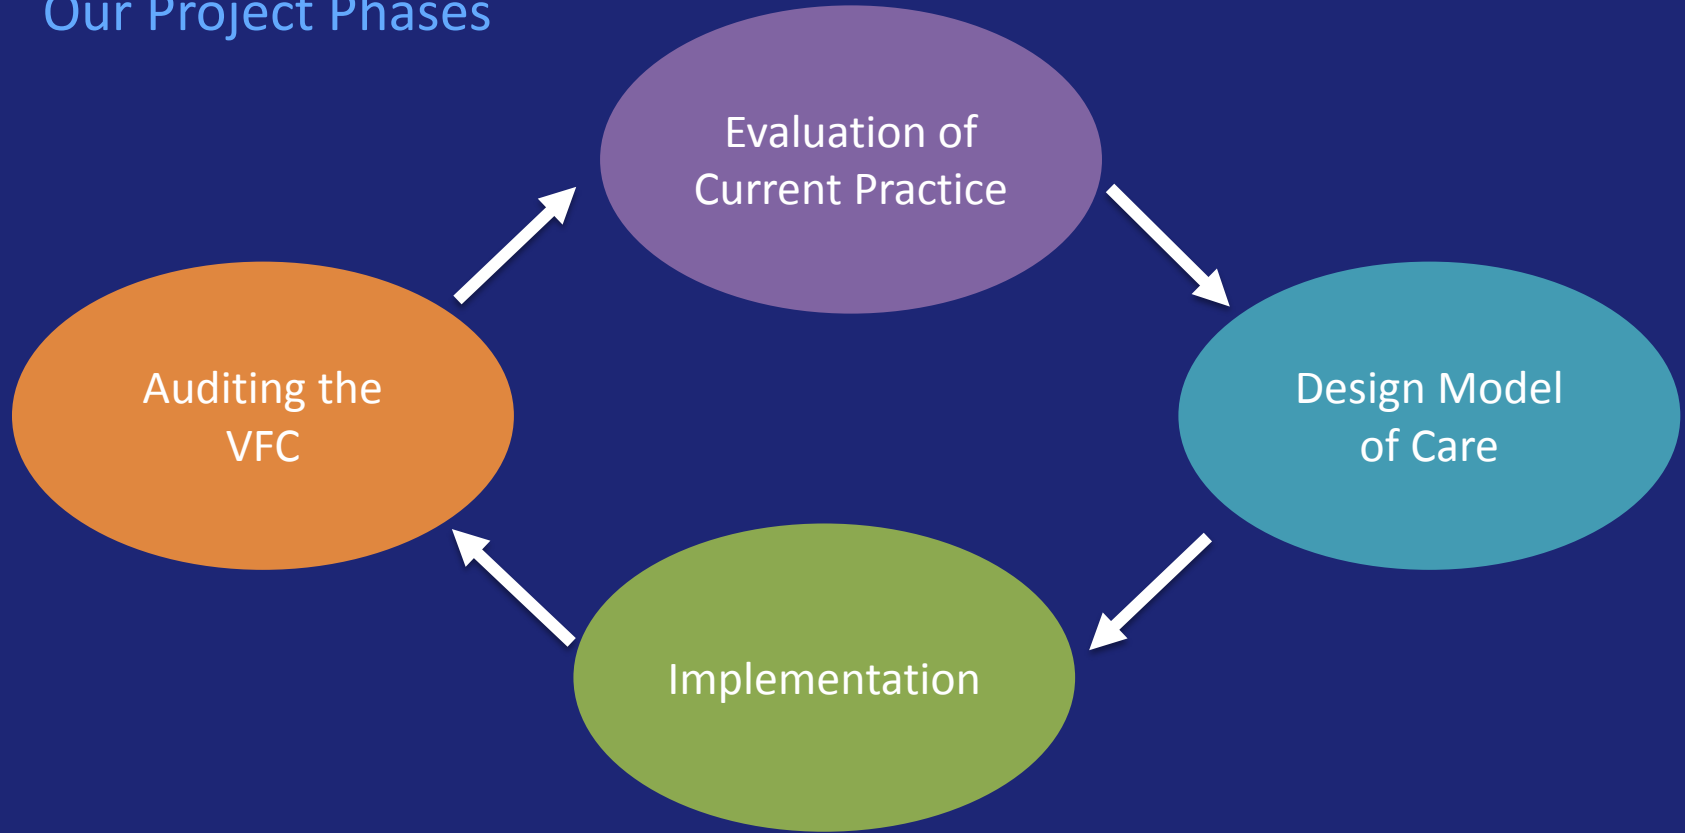 Our Project Phases
Evaluation of
Current Practice
Design Model
of Care
Implementation
Auditing the
VFC